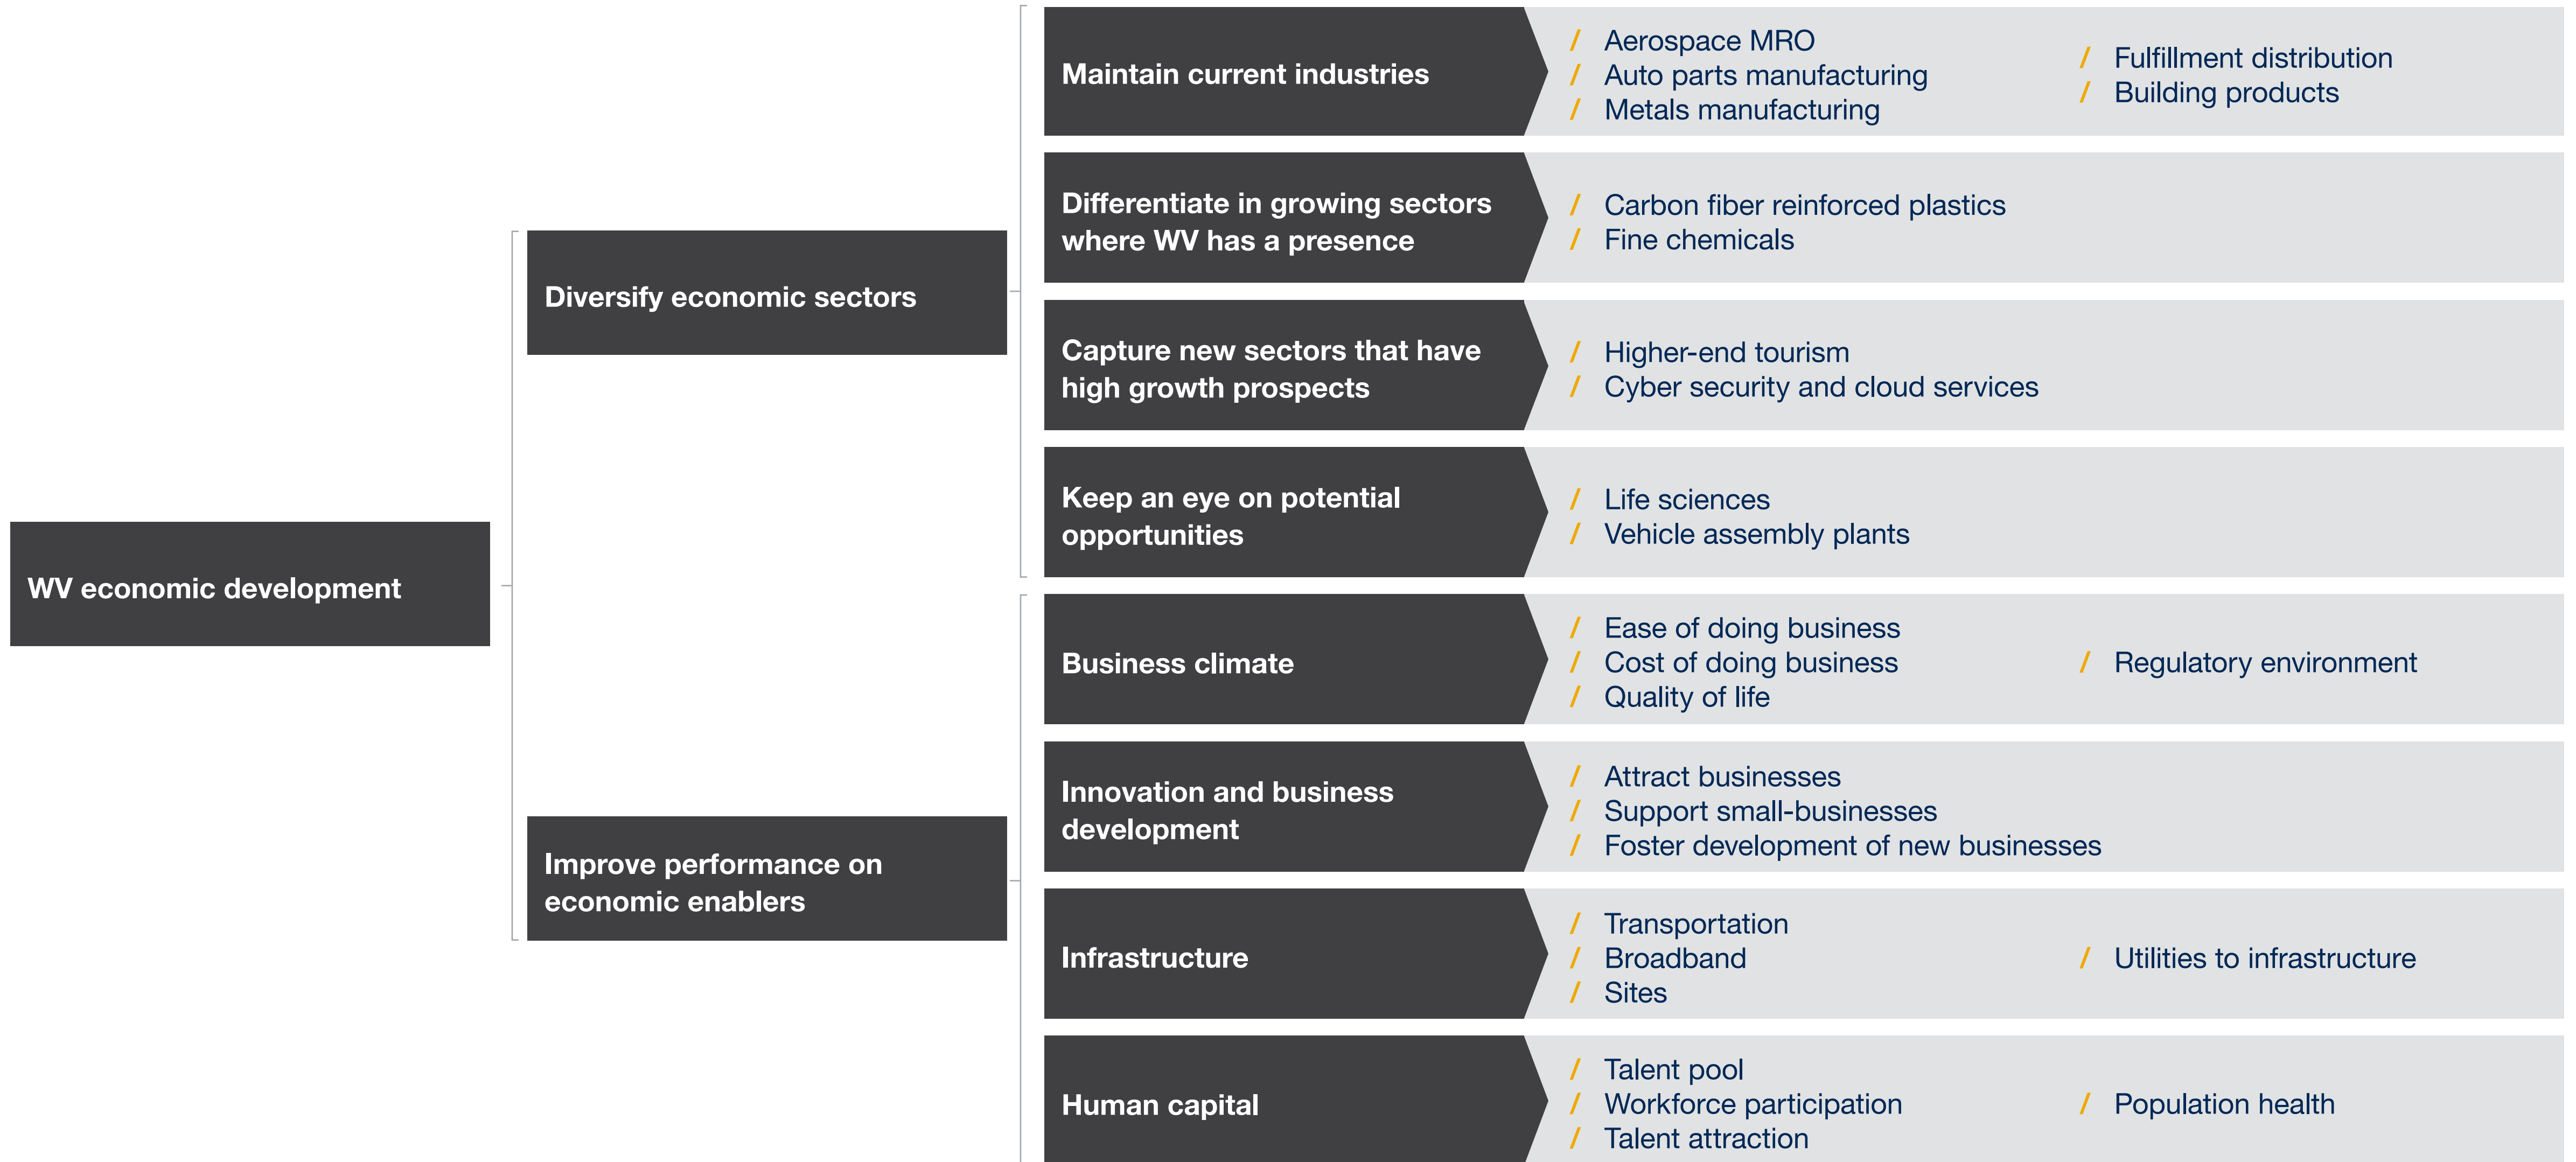 WV economic development
Diversify economic sectors
Maintain current industries
/ Aerospace MRO
/ Auto parts manufacturing
/ Metals manufacturing
/ Fulfillment distribution
/ Building products
Differentiate in growing sectors
where WV has a presence
/ Carbon fiber reinforced plastics
/ Fine chemicals
Capture new sectors that have
high growth prospects
/ Higher-end tourism
/ Cyber security and cloud services
Keep an eye on potential
opportunities
/ Life sciences
/ Vehicle assembly plants
Improve performance on
economic enablers
Business climate
/ Ease of doing business
/ Cost of doing business
/ Quality of life
/ Regulatory environment
Innovation and business
development
/ Attract businesses
/ Support small-businesses
/ Foster development of new businesses
Infrastructure
/ Transportation
/ Broadband
/ Sites
/ Utilities to infrastructure
Human capital
/ Talent pool
/ Workforce participation
/ Talent attraction
/ Population health